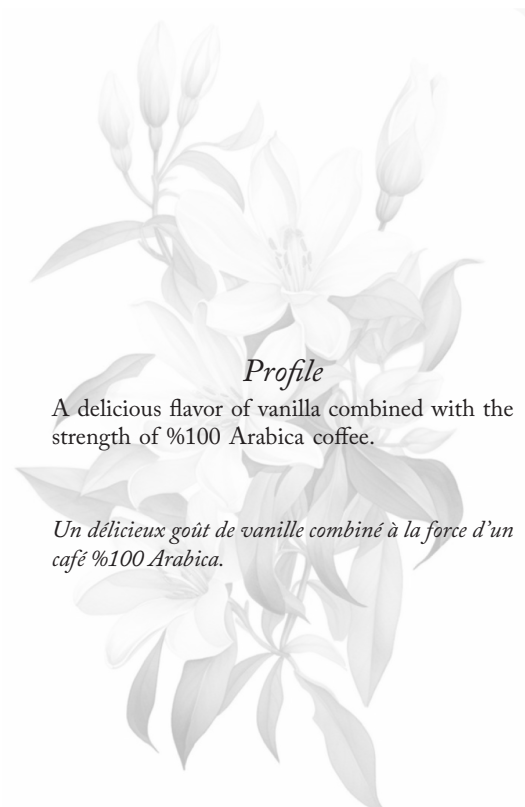 Profile
A delicious flavor of vanilla combined with the
strength of %100 Arabica coffee.
Un délicieux goût de vanille combiné à la force d’un
café %100 Arabica.